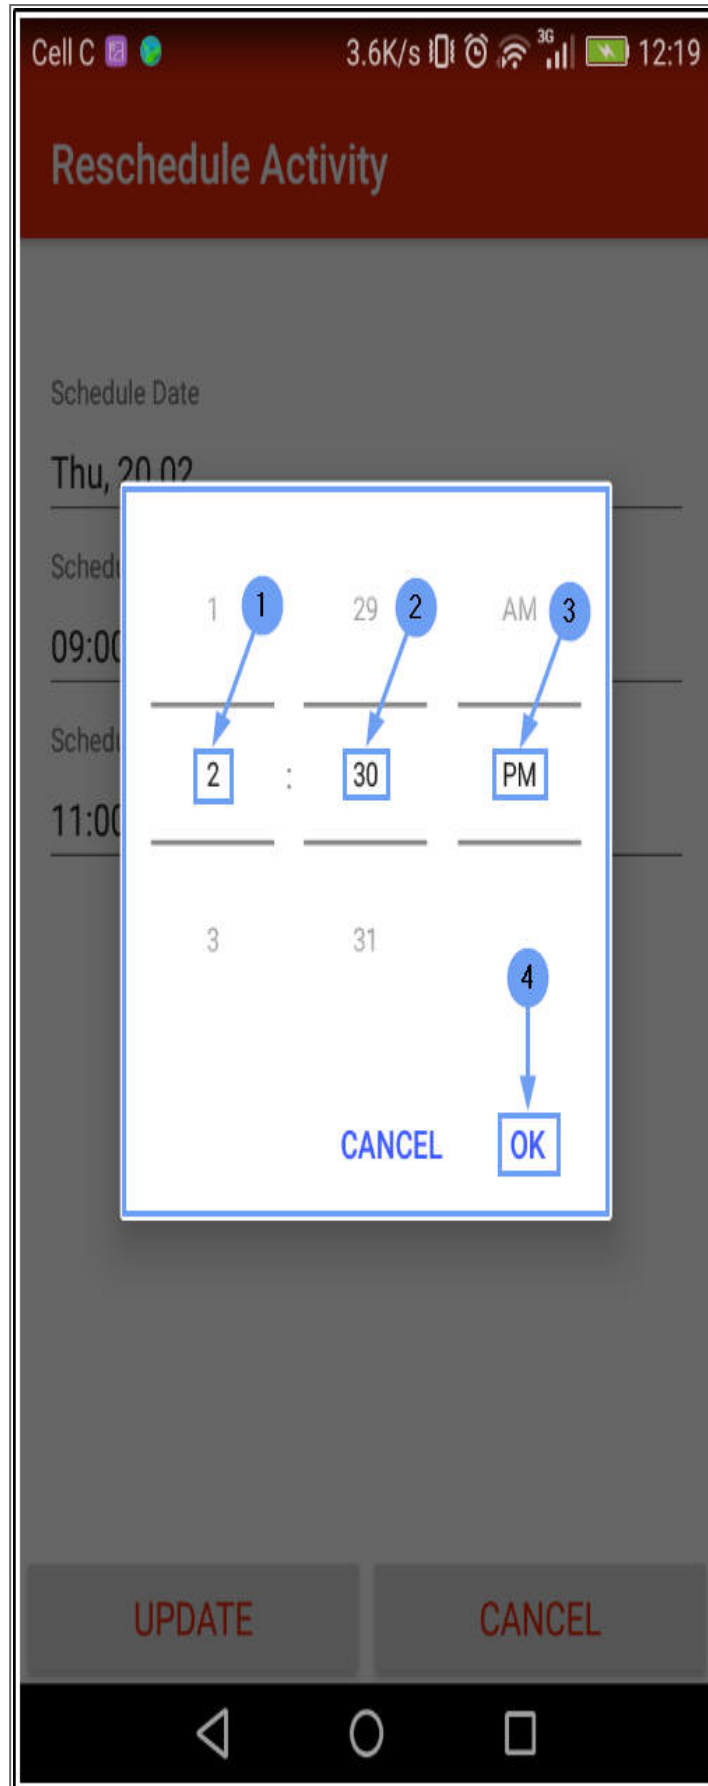 Cell C 3.6K/s 3G 12:19
Reschedule Activity
Schedule Date
Thu, 20.02
Schedu
09:00
Schedu
11:00
1 1 29 2 AM 3
2 : 30 PM
3 31
4
CANCEL OK
UPDATE CANCEL